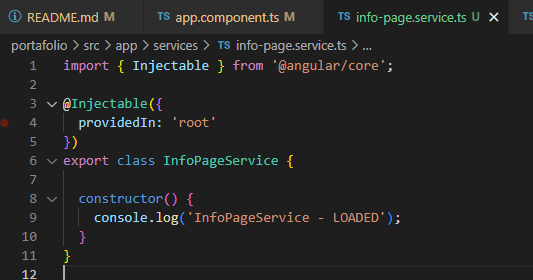 README.md M
TS app.component.ts M
TS info-page.service.ts U
portafolio > src > app > services > TS info-page.service.ts > ...
1 import { Injectable } from '@angular/core';
2
3 @Injectable({
4 providedIn: 'root'
5 })
6 export class InfoPageService {
7
8 constructor() {
9 console.log('InfoPageService - LOADED');
10 }
11 }
12